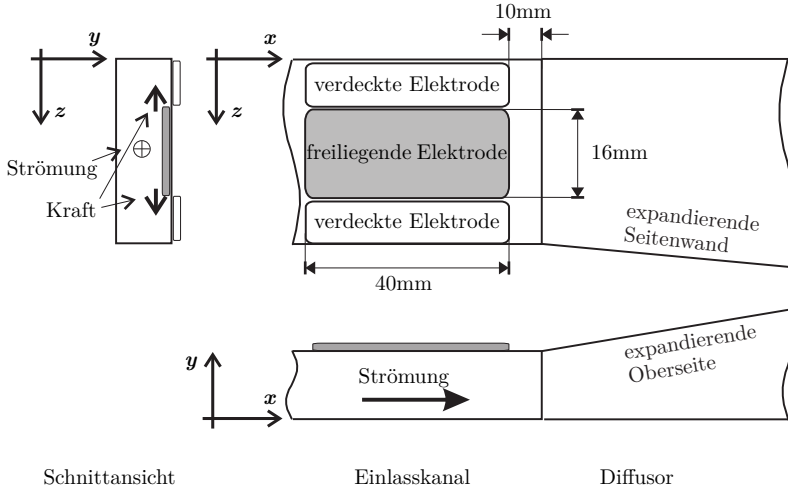 10mm
y
x
z
z
verdeckte Elektrode
freiliegende Elektrode
16mm
Strömung
Kraft
verdeckte Elektrode
expandierende
Seitenwand
40mm
y
expandierende
Oberseite
Strömung
x
Schnittansicht
Einlasskanal
Diffusor